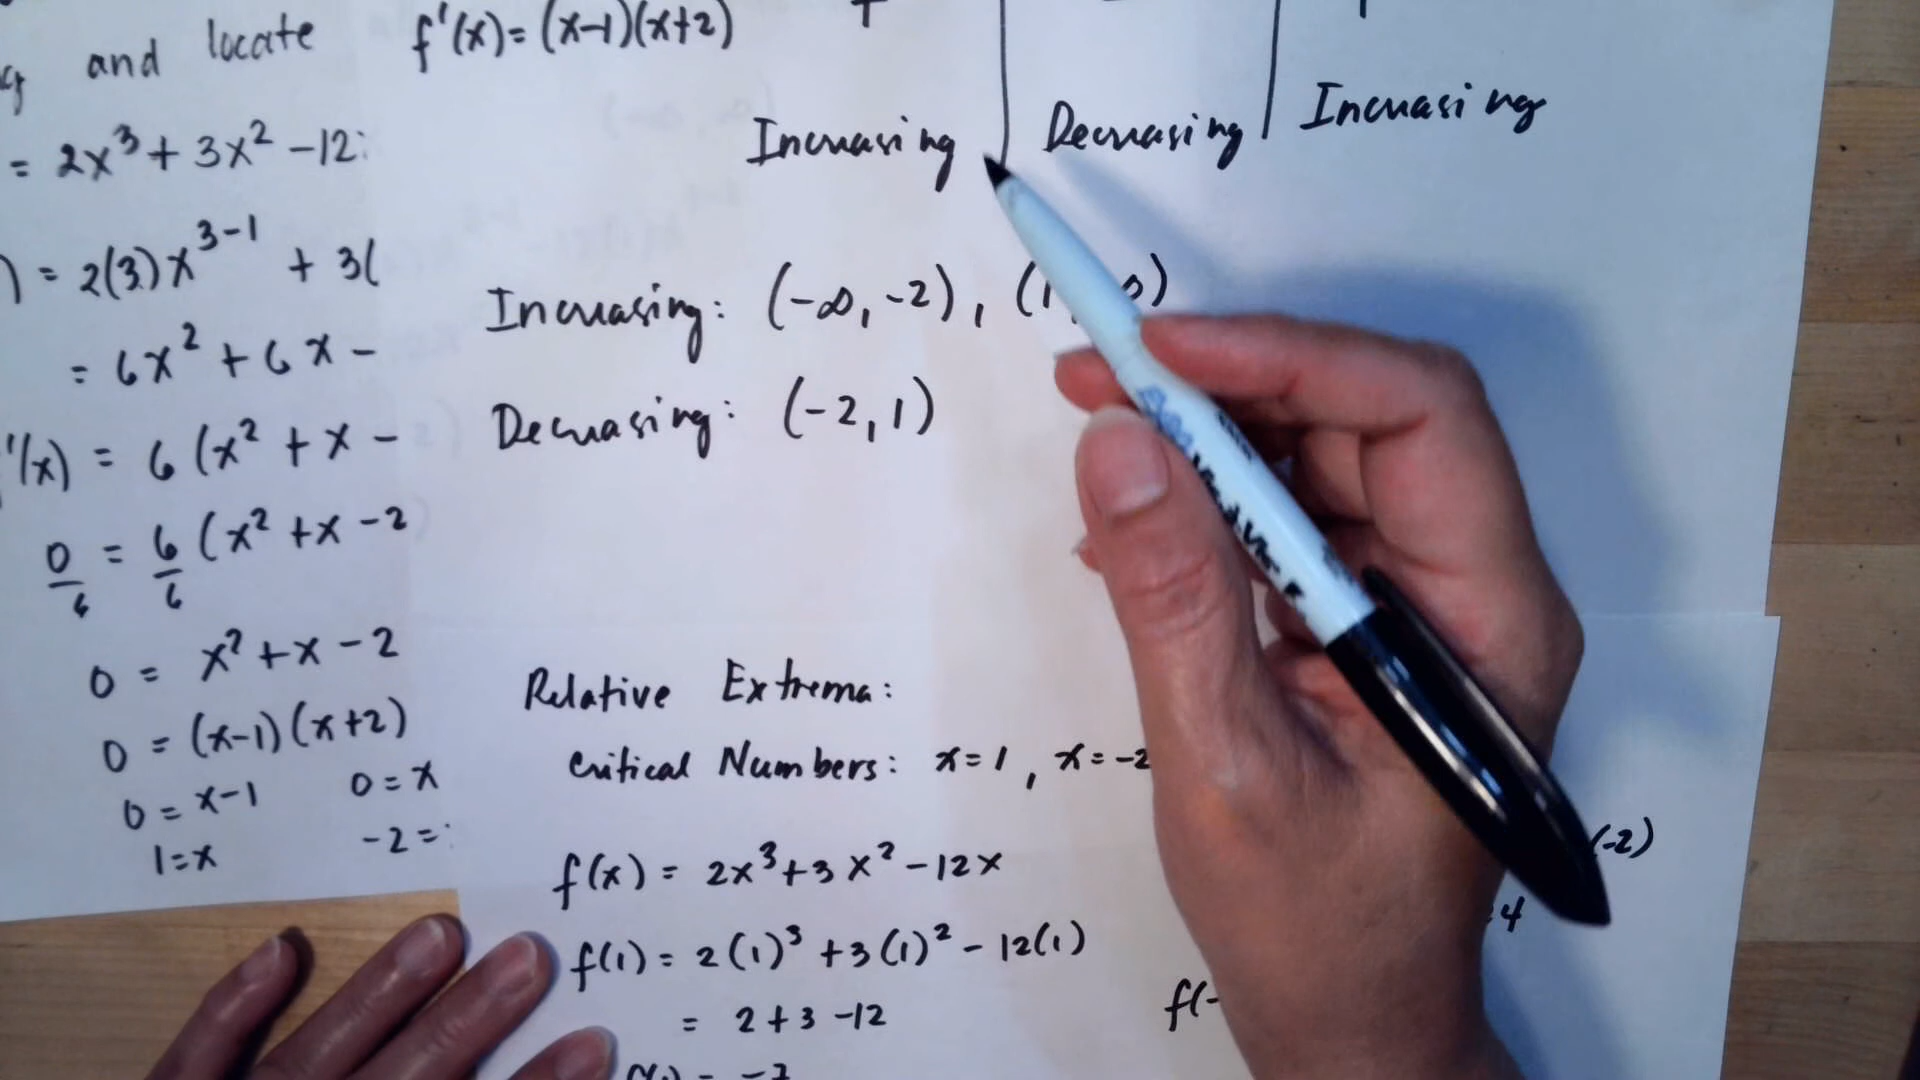 and locate f'(x)=(x-1)(x+2)
= 2x³ + 3x² -12
) = 2(3)x³⁻¹ + 3(
= 6x² + 6x -
'(x) = 6(x² + x -
0/6 = 6/6 (x² + x - 2
0 = x² + x - 2
0 = (x-1)(x+2)
0 = x-1 0 = x
1 = x -2 =
+ - +
Increasing Decreasing Increasing
Increasing: (-∞, -2), (1, ∞)
Decreasing: (-2, 1)
Relative Extrema:
Critical Numbers: x=1, x=-2
f(x) = 2x³+3x²-12x
f(1) = 2(1)³ +3(1)² - 12(1)
= 2+3-12
= -7
(-2)
4
f(-